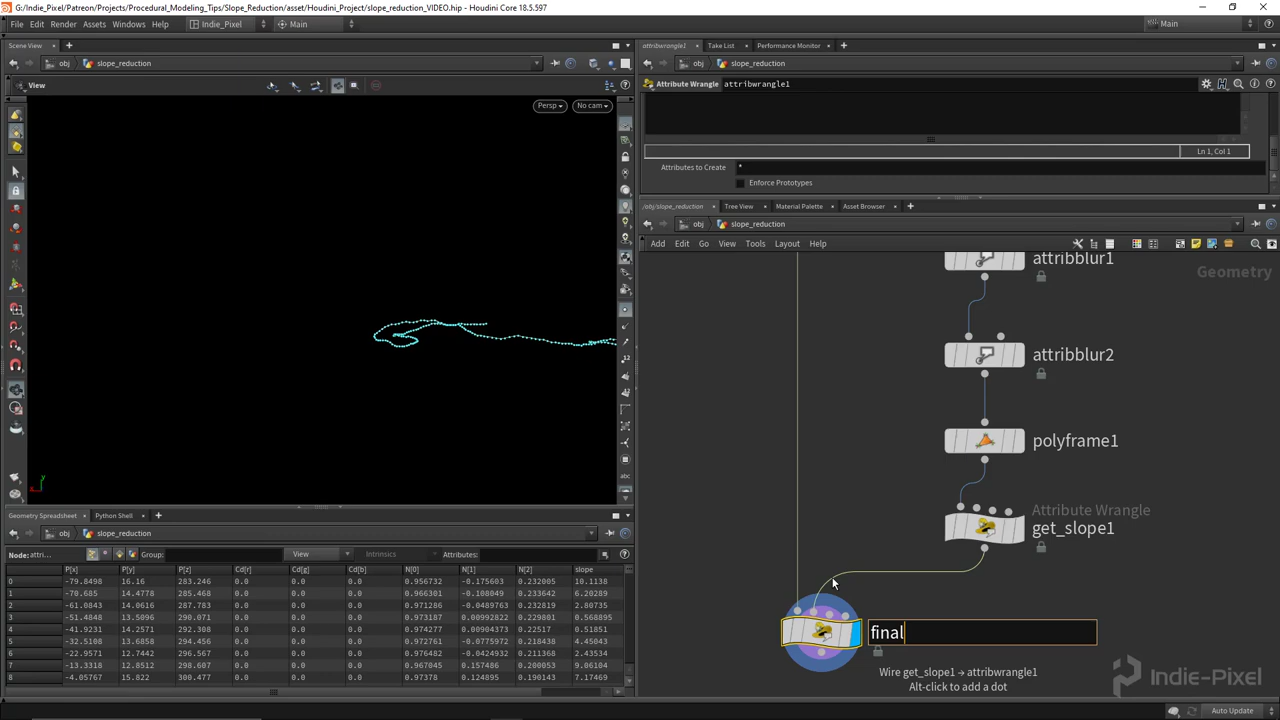 G:/Indie_Pixel/Patreon/Projects/Procedural_Modeling_Tips/Slope_Reduction/asset/Houdini_Project/slope_reduction_VIDEO.hip - Houdini Core 18.5.597
File Edit Render Assets Windows Help Indie_Pixel Main Main
Scene View
obj slope_reduction
View
Persp No cam
attribwrangle1 Take List Performance Monitor
obj slope_reduction
Attribute Wrangle attribwrangle1
Ln 1, Col 1
Attributes to Create *
Enforce Prototypes
/obj/slope_reduction Tree View Material Palette Asset Browser
obj slope_reduction
Add Edit Go View Tools Layout Help
Geometry
attribblur1
attribblur2
polyframe1
Attribute Wrangle
get_slope1
final
Wire get_slope1 → attribwrangle1
Alt-click to add a dot
Indie-Pixel
Geometry Spreadsheet Python Shell
obj slope_reduction
Node: attri... Group: View Intrinsics Attributes:
P[x] P[y] P[z] Cd[r] Cd[g] Cd[b] N[0] N[1] N[2] slope
0 -79.8498 16.16 283.246 0.0 0.0 0.0 0.956732 -0.175603 0.232005 10.1138
1 -70.685 14.4778 285.468 0.0 0.0 0.0 0.966301 -0.108049 0.233642 6.20289
2 -61.0843 14.0616 287.783 0.0 0.0 0.0 0.971286 -0.0489763 0.232819 2.80735
3 -51.4848 13.5096 290.071 0.0 0.0 0.0 0.973187 0.00992822 0.229811 0.568895
4 -41.9231 14.2571 292.308 0.0 0.0 0.0 0.974277 0.00904373 0.22517 0.51851
5 -32.5108 13.6858 294.456 0.0 0.0 0.0 0.972761 -0.0775972 0.218438 4.45043
6 -22.9571 12.7442 296.567 0.0 0.0 0.0 0.976965 0.0424976 0.209129 2.43534
7 -13.3318 12.8512 298.607 0.0 0.0 0.0 0.967045 0.157486 0.200053 9.06104
8 -4.05767 15.822 300.477 0.0 0.0 0.0 0.97378 0.124895 0.190143 7.17469
Auto Update